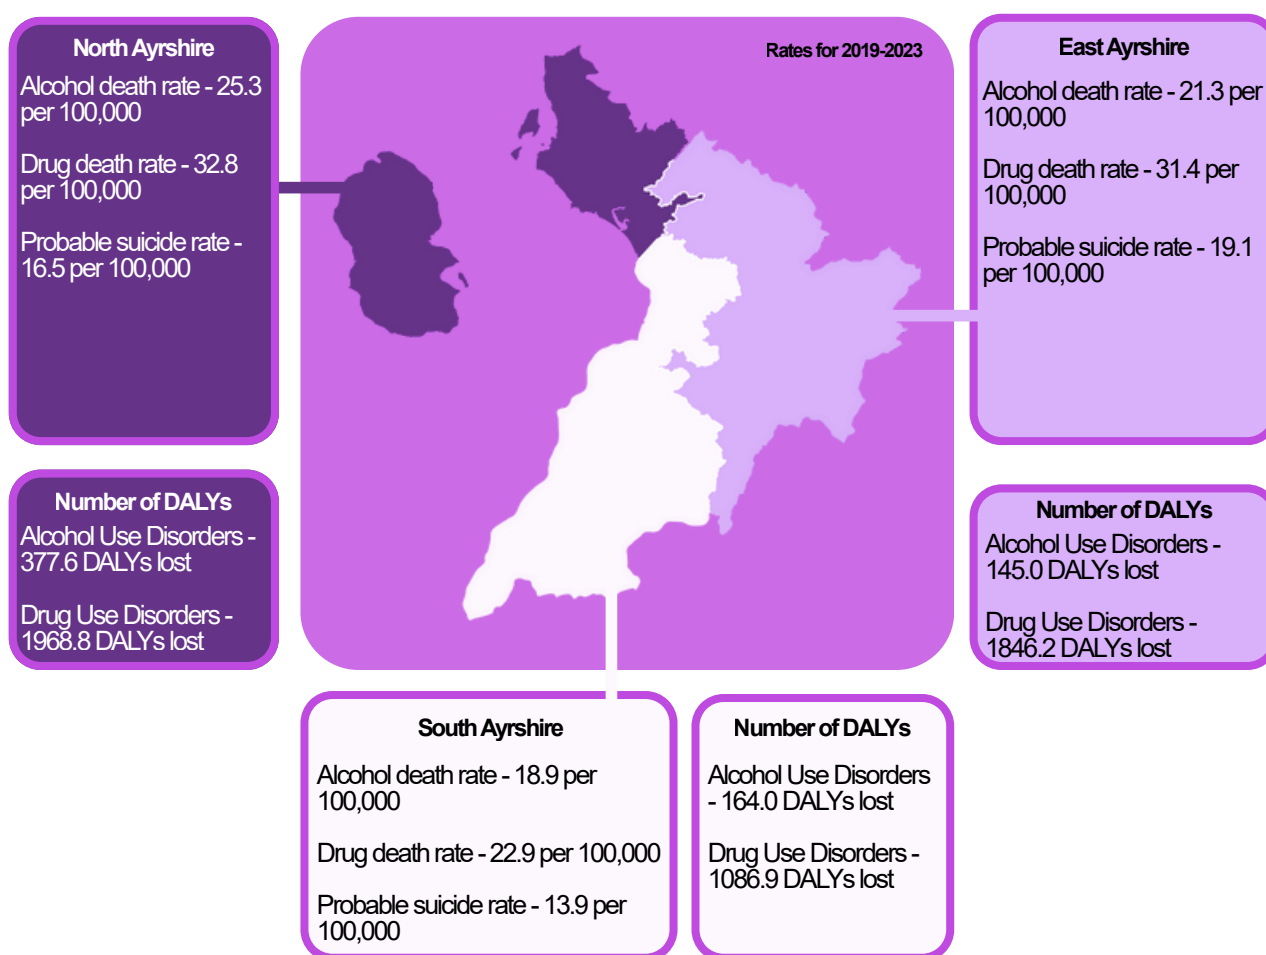 North Ayrshire
Alcohol death rate - 25.3
per 100,000
Drug death rate - 32.8
per 100,000
Probable suicide rate -
16.5 per 100,000
Rates for 2019-2023
East Ayrshire
Alcohol death rate - 21.3 per
100,000
Drug death rate - 31.4 per
100,000
Probable suicide rate - 19.1
per 100,000
Number of DALYs
Alcohol Use Disorders -
377.6 DALYs lost
Drug Use Disorders -
1968.8 DALYs lost
Number of DALYs
Alcohol Use Disorders -
145.0 DALYs lost
Drug Use Disorders -
1846.2 DALYs lost
South Ayrshire
Alcohol death rate - 18.9 per
100,000
Drug death rate - 22.9 per 100,000
Probable suicide rate - 13.9 per
100,000
Number of DALYs
Alcohol Use Disorders
- 164.0 DALYs lost
Drug Use Disorders -
1086.9 DALYs lost